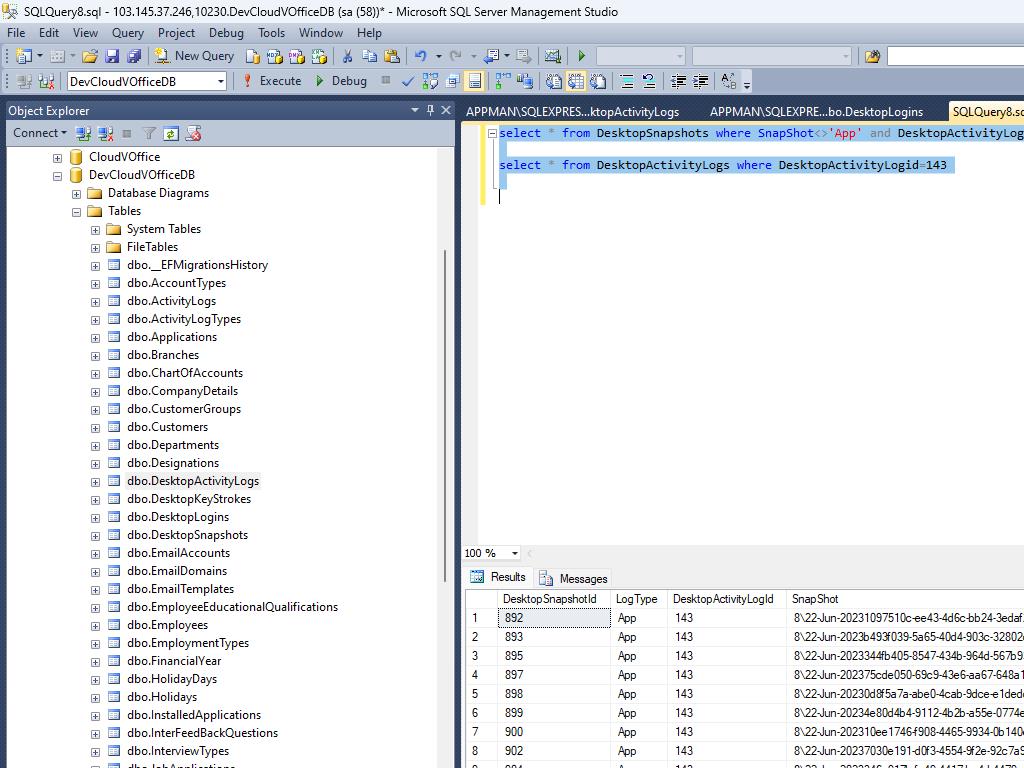 SQLQuery8.sql - 103.145.37.246,10230.DevCloudVOfficeDB (sa (58))* - Microsoft SQL Server Management Studio
File Edit View Query Project Debug Tools Window Help
New Query
DevCloudVOfficeDB Execute Debug
Object Explorer
Connect
CloudVOffice
DevCloudVOfficeDB
Database Diagrams
Tables
System Tables
FileTables
dbo.__EFMigrationsHistory
dbo.AccountTypes
dbo.ActivityLogs
dbo.ActivityLogTypes
dbo.Applications
dbo.Branches
dbo.ChartOfAccounts
dbo.CompanyDetails
dbo.CustomerGroups
dbo.Customers
dbo.Departments
dbo.Designations
dbo.DesktopActivityLogs
dbo.DesktopKeyStrokes
dbo.DesktopLogins
dbo.DesktopSnapshots
dbo.EmailAccounts
dbo.EmailDomains
dbo.EmailTemplates
dbo.EmployeeEducationalQualifications
dbo.Employees
dbo.EmploymentTypes
dbo.FinancialYear
dbo.HolidayDays
dbo.Holidays
dbo.InstalledApplications
dbo.InterFeedBackQuestions
dbo.InterviewTypes
APPMAN\SQLEXPRES...ktopActivityLogs APPMAN\SQLEXPRE...bo.DesktopLogins SQLQuery8.sq
select * from DesktopSnapshots where SnapShot<>'App' and DesktopActivityLog
select * from DesktopActivityLogs where DesktopActivityLogid=143
100 %
Results Messages
DesktopSnapshotId LogType DesktopActivityLogId SnapShot
1 892 App 143 8\22-Jun-20231097510c-ee43-4d6c-bb24-3edaf
2 893 App 143 8\22-Jun-2023b493f039-5a65-40d4-903c-32802
3 895 App 143 8\22-Jun-2023344fb405-8547-434b-964d-567b9
4 897 App 143 8\22-Jun-202375cde050-69c9-43e6-aa67-648a1
5 898 App 143 8\22-Jun-20230d8f5a7a-abe0-4cab-9dce-e1ded
6 899 App 143 8\22-Jun-20234e80d4b4-9112-4b2b-a55e-0774e
7 900 App 143 8\22-Jun-202310ee1746f908-4465-9934-0b140
8 902 App 143 8\22-Jun-20237030e191-d0f3-4554-9f2e-92c7a